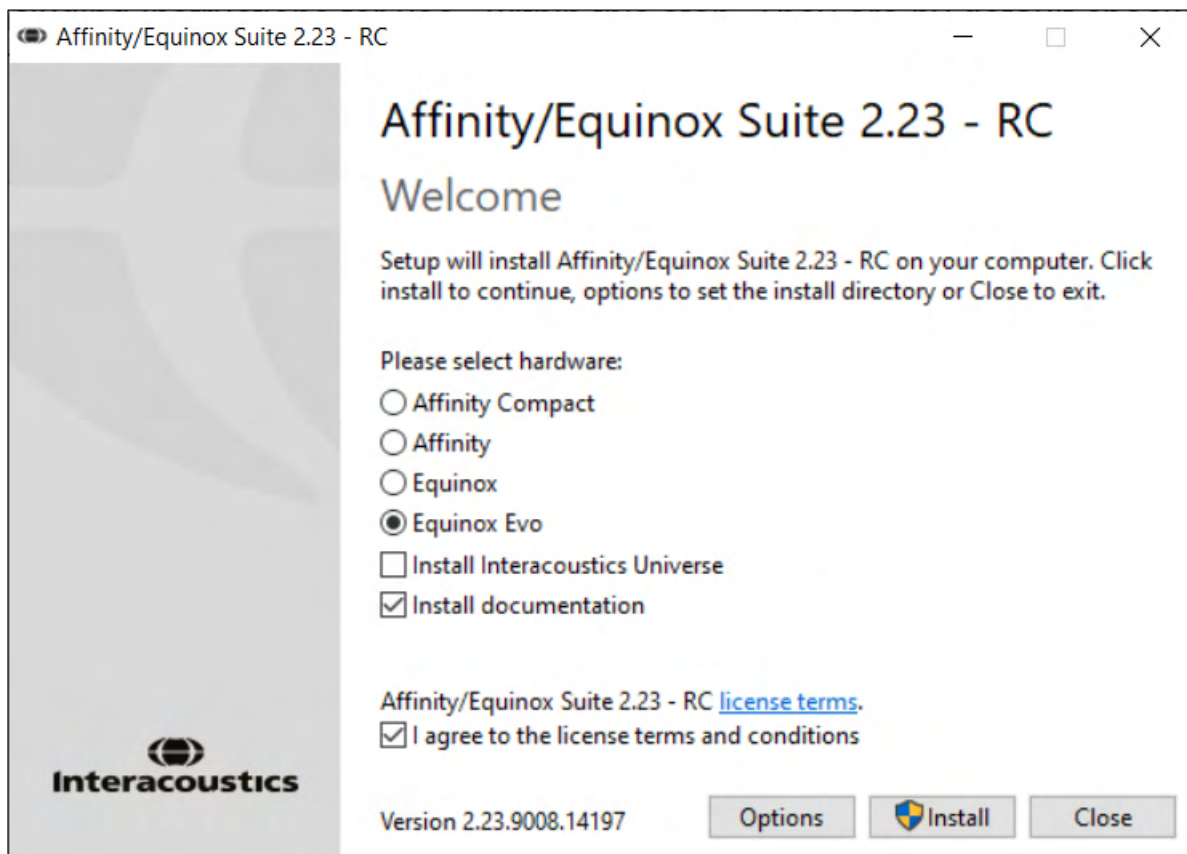 Affinity/Equinox Suite 2.23 - RC
Affinity/Equinox Suite 2.23 - RC
Welcome
Setup will install Affinity/Equinox Suite 2.23 - RC on your computer. Click
install to continue, options to set the install directory or Close to exit.
Please select hardware:
Affinity Compact
Affinity
Equinox
Equinox Evo
Install Interacoustics Universe
Install documentation
Affinity/Equinox Suite 2.23 - RC license terms.
I agree to the license terms and conditions
Interacoustics
Version 2.23.9008.14197
Options
Install
Close